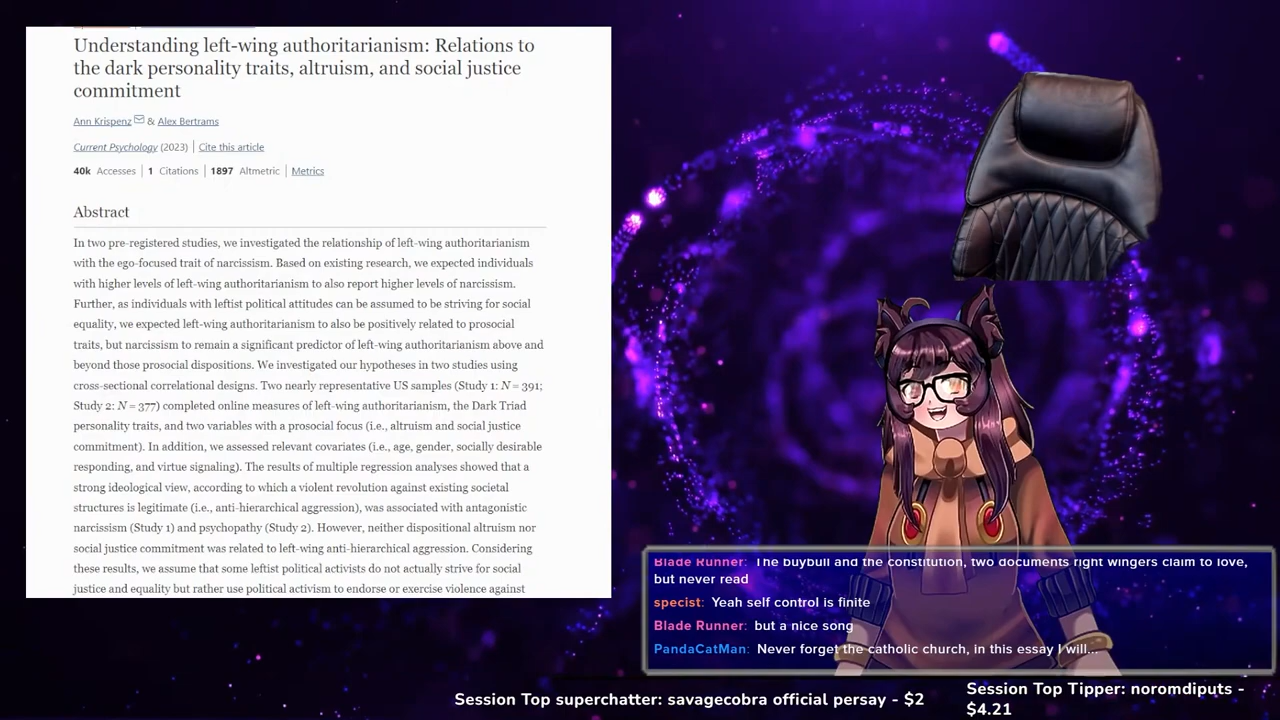 Understanding left-wing authoritarianism: Relations to
the dark personality traits, altruism, and social justice
commitment
Ann Krispenz & Alex Bertrams
Current Psychology (2023) | Cite this article
40k Accesses | 1 Citations | 1897 Altmetric | Metrics
Abstract
In two pre-registered studies, we investigated the relationship of left-wing authoritarianism
with the ego-focused trait of narcissism. Based on existing research, we expected individuals
with higher levels of left-wing authoritarianism to also report higher levels of narcissism.
Further, as individuals with leftist political attitudes can be assumed to be striving for social
equality, we expected left-wing authoritarianism to also be positively related to prosocial
traits, but narcissism to remain a significant predictor of left-wing authoritarianism above and
beyond those prosocial dispositions. We investigated our hypotheses in two studies using
cross-sectional correlational designs. Two nearly representative US samples (Study 1: N = 391;
Study 2: N = 377) completed online measures of left-wing authoritarianism, the Dark Triad
personality traits, and two variables with a prosocial focus (i.e., altruism and social justice
commitment). In addition, we assessed relevant covariates (i.e., age, gender, socially desirable
responding, and virtue signaling). The results of multiple regression analyses showed that a
strong ideological view, according to which a violent revolution against existing societal
structures is legitimate (i.e., anti-hierarchical aggression), was associated with antagonistic
narcissism (Study 1) and psychopathy (Study 2). However, neither dispositional altruism nor
social justice commitment was related to left-wing anti-hierarchical aggression. Considering
these results, we assume that some leftist political activists do not actually strive for social
justice and equality but rather use political activism to endorse or exercise violence against
Blade Runner: The buybull and the constitution, two documents right wingers claim to love,
but never read
specist: Yeah self control is finite
Blade Runner: but a nice song
PandaCatMan: Never forget the catholic church, in this essay I will...
Session Top superchatter: savagecobra official persay - $2
Session Top Tipper: noromdiputs -
$4.21